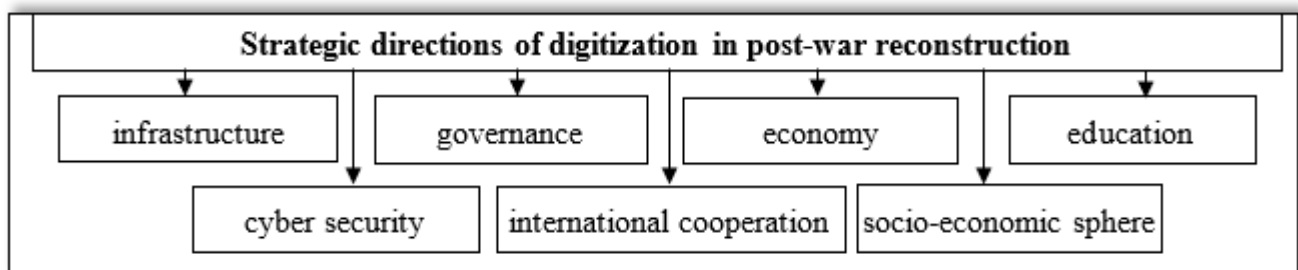 Strategic directions of digitization in post-war reconstruction
infrastructure
governance
economy
education
cyber security
international cooperation
socio-economic sphere